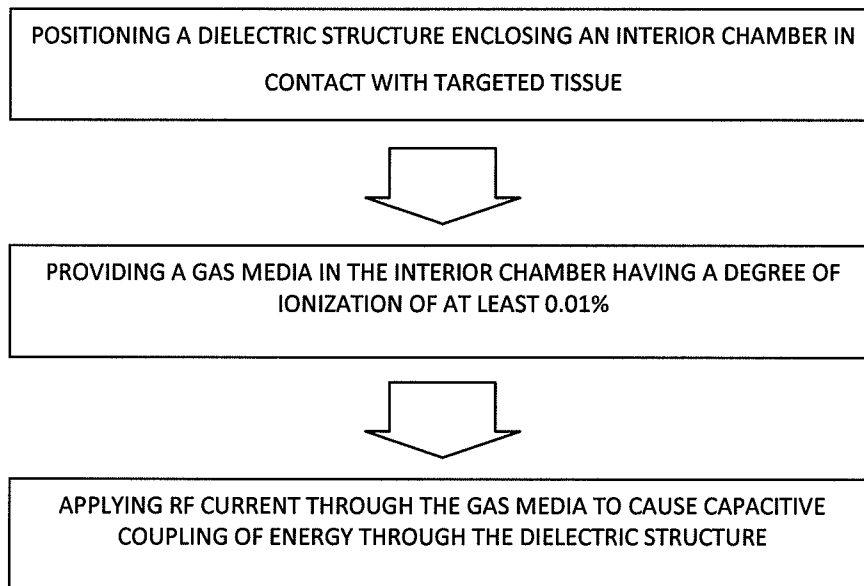 POSITIONING A DIELECTRIC STRUCTURE ENCLOSING AN INTERIOR CHAMBER IN
CONTACT WITH TARGETED TISSUE
PROVIDING A GAS MEDIA IN THE INTERIOR CHAMBER HAVING A DEGREE OF
IONIZATION OF AT LEAST 0.01%
APPLYING RF CURRENT THROUGH THE GAS MEDIA TO CAUSE CAPACITIVE
COUPLING OF ENERGY THROUGH THE DIELECTRIC STRUCTURE